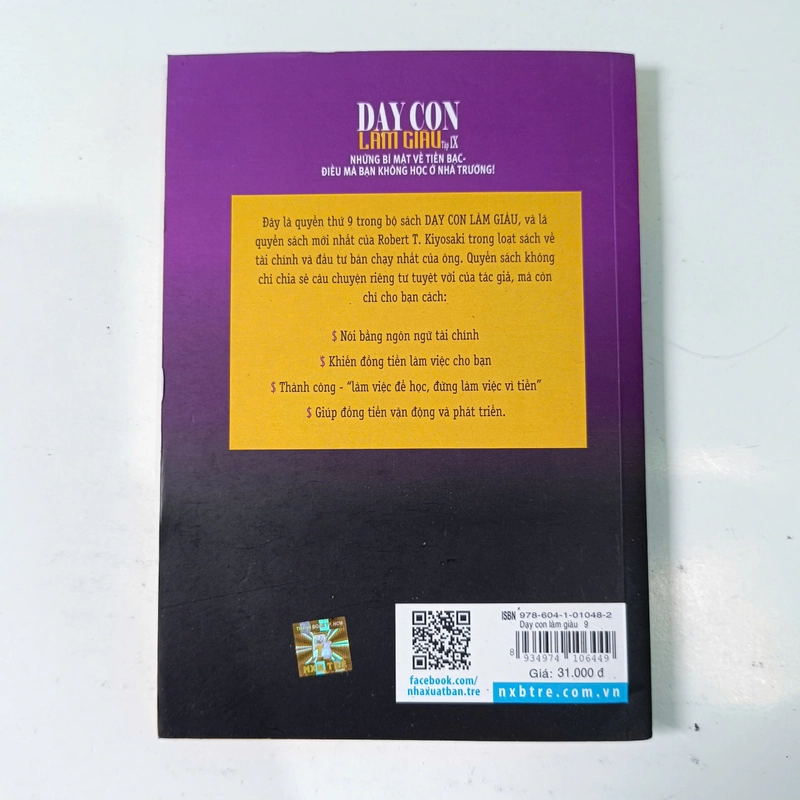 DẠY CON
LÀM GIÀU Tập IX
NHỮNG BÍ MẬT VỀ TIỀN BẠC-
ĐIỀU MÀ BẠN KHÔNG HỌC Ở NHÀ TRƯỜNG!
Đây là quyển thứ 9 trong bộ sách DẠY CON LÀM GIÀU, và là
quyển sách mới nhất của Robert T. Kiyosaki trong loạt sách về
tài chính và đầu tư bán chạy nhất của ông. Quyển sách không
chỉ chia sẻ câu chuyện riêng tư tuyệt vời của tác giả, mà còn
chỉ cho bạn cách:
$ Nói bằng ngôn ngữ tài chính
$ Khiến đồng tiền làm việc cho bạn
$ Thành công - “làm việc để học, đừng làm việc vì tiền”
$ Giúp đồng tiền vận động và phát triển.
NXB TRẺ
facebook.com/
nhaxuatban.tre
ISBN 978-604-1-01048-2
Dạy con làm giàu 9
8 934974 106449
Giá: 31.000 đ
nxbtre.com.vn